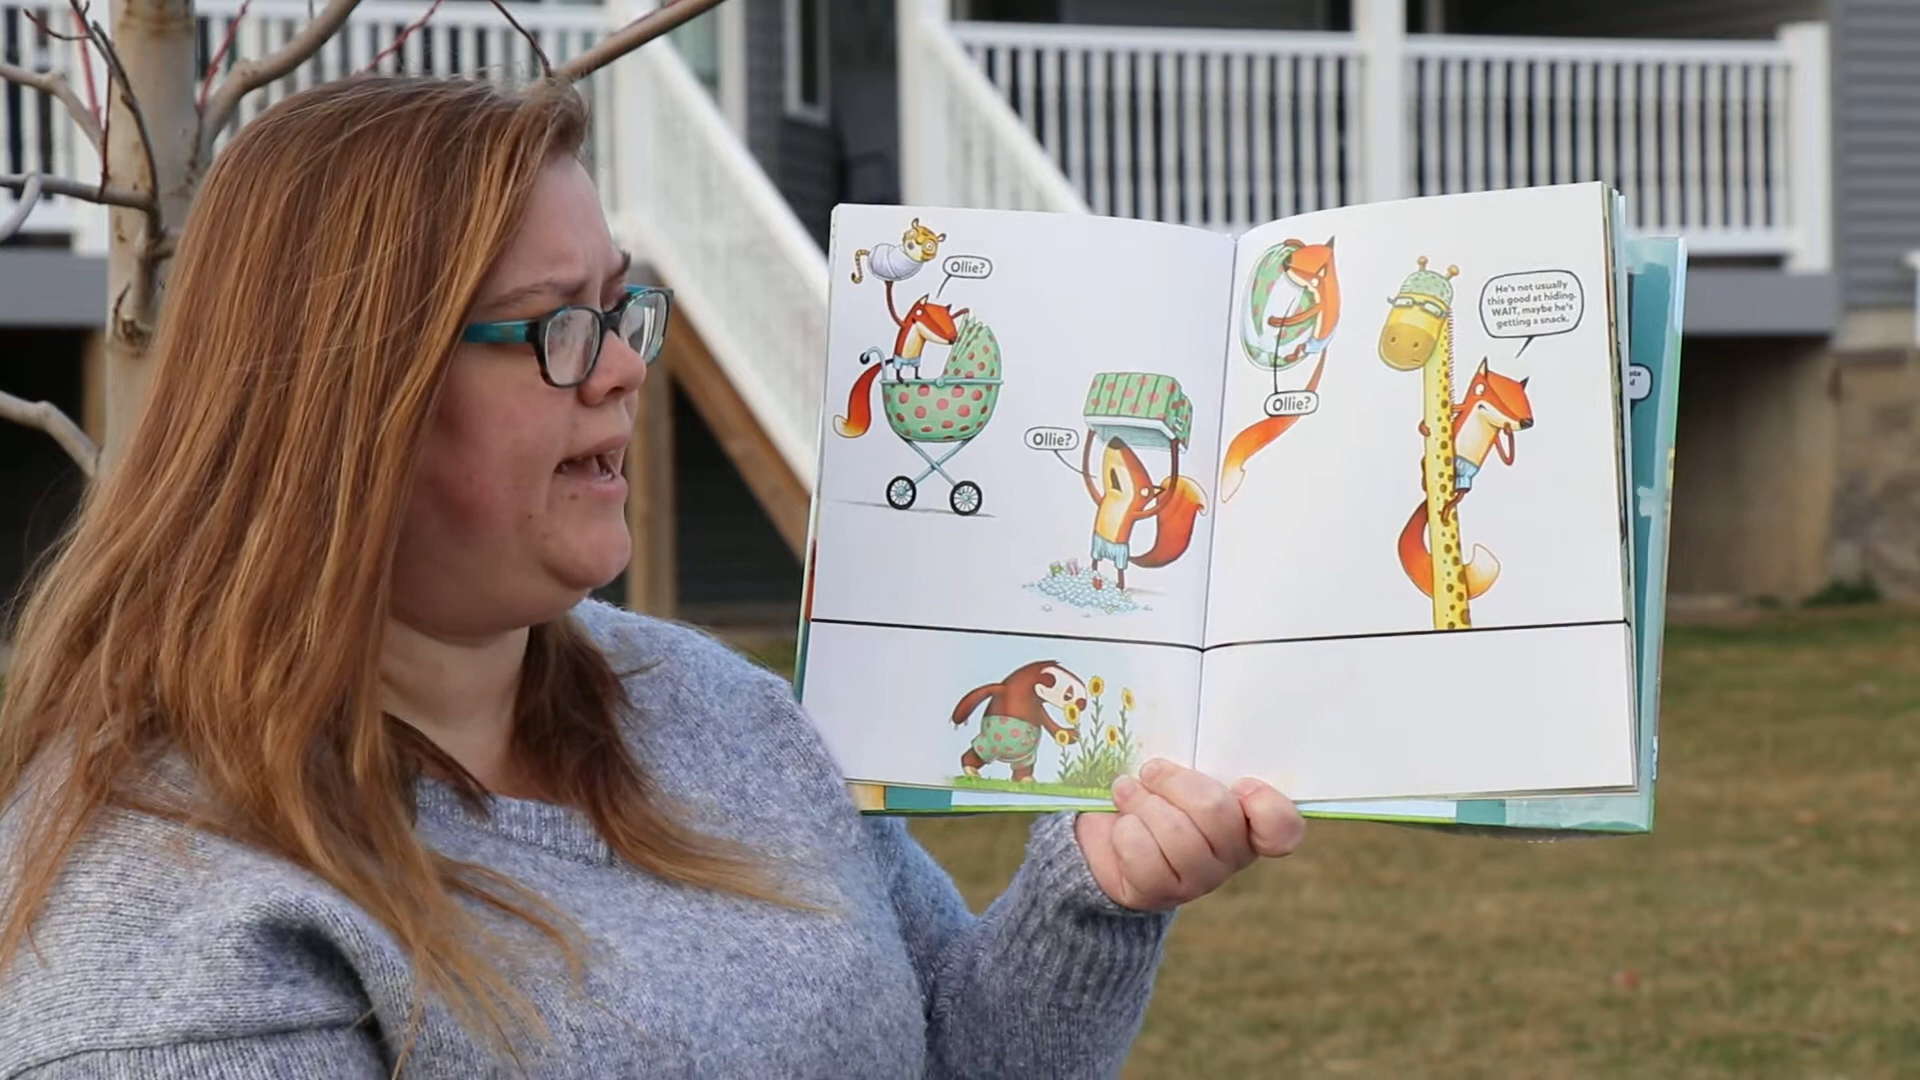 Ollie?
Ollie?
Ollie?
He's not usually
this good at hiding.
WAIT, maybe he's
getting a snack.